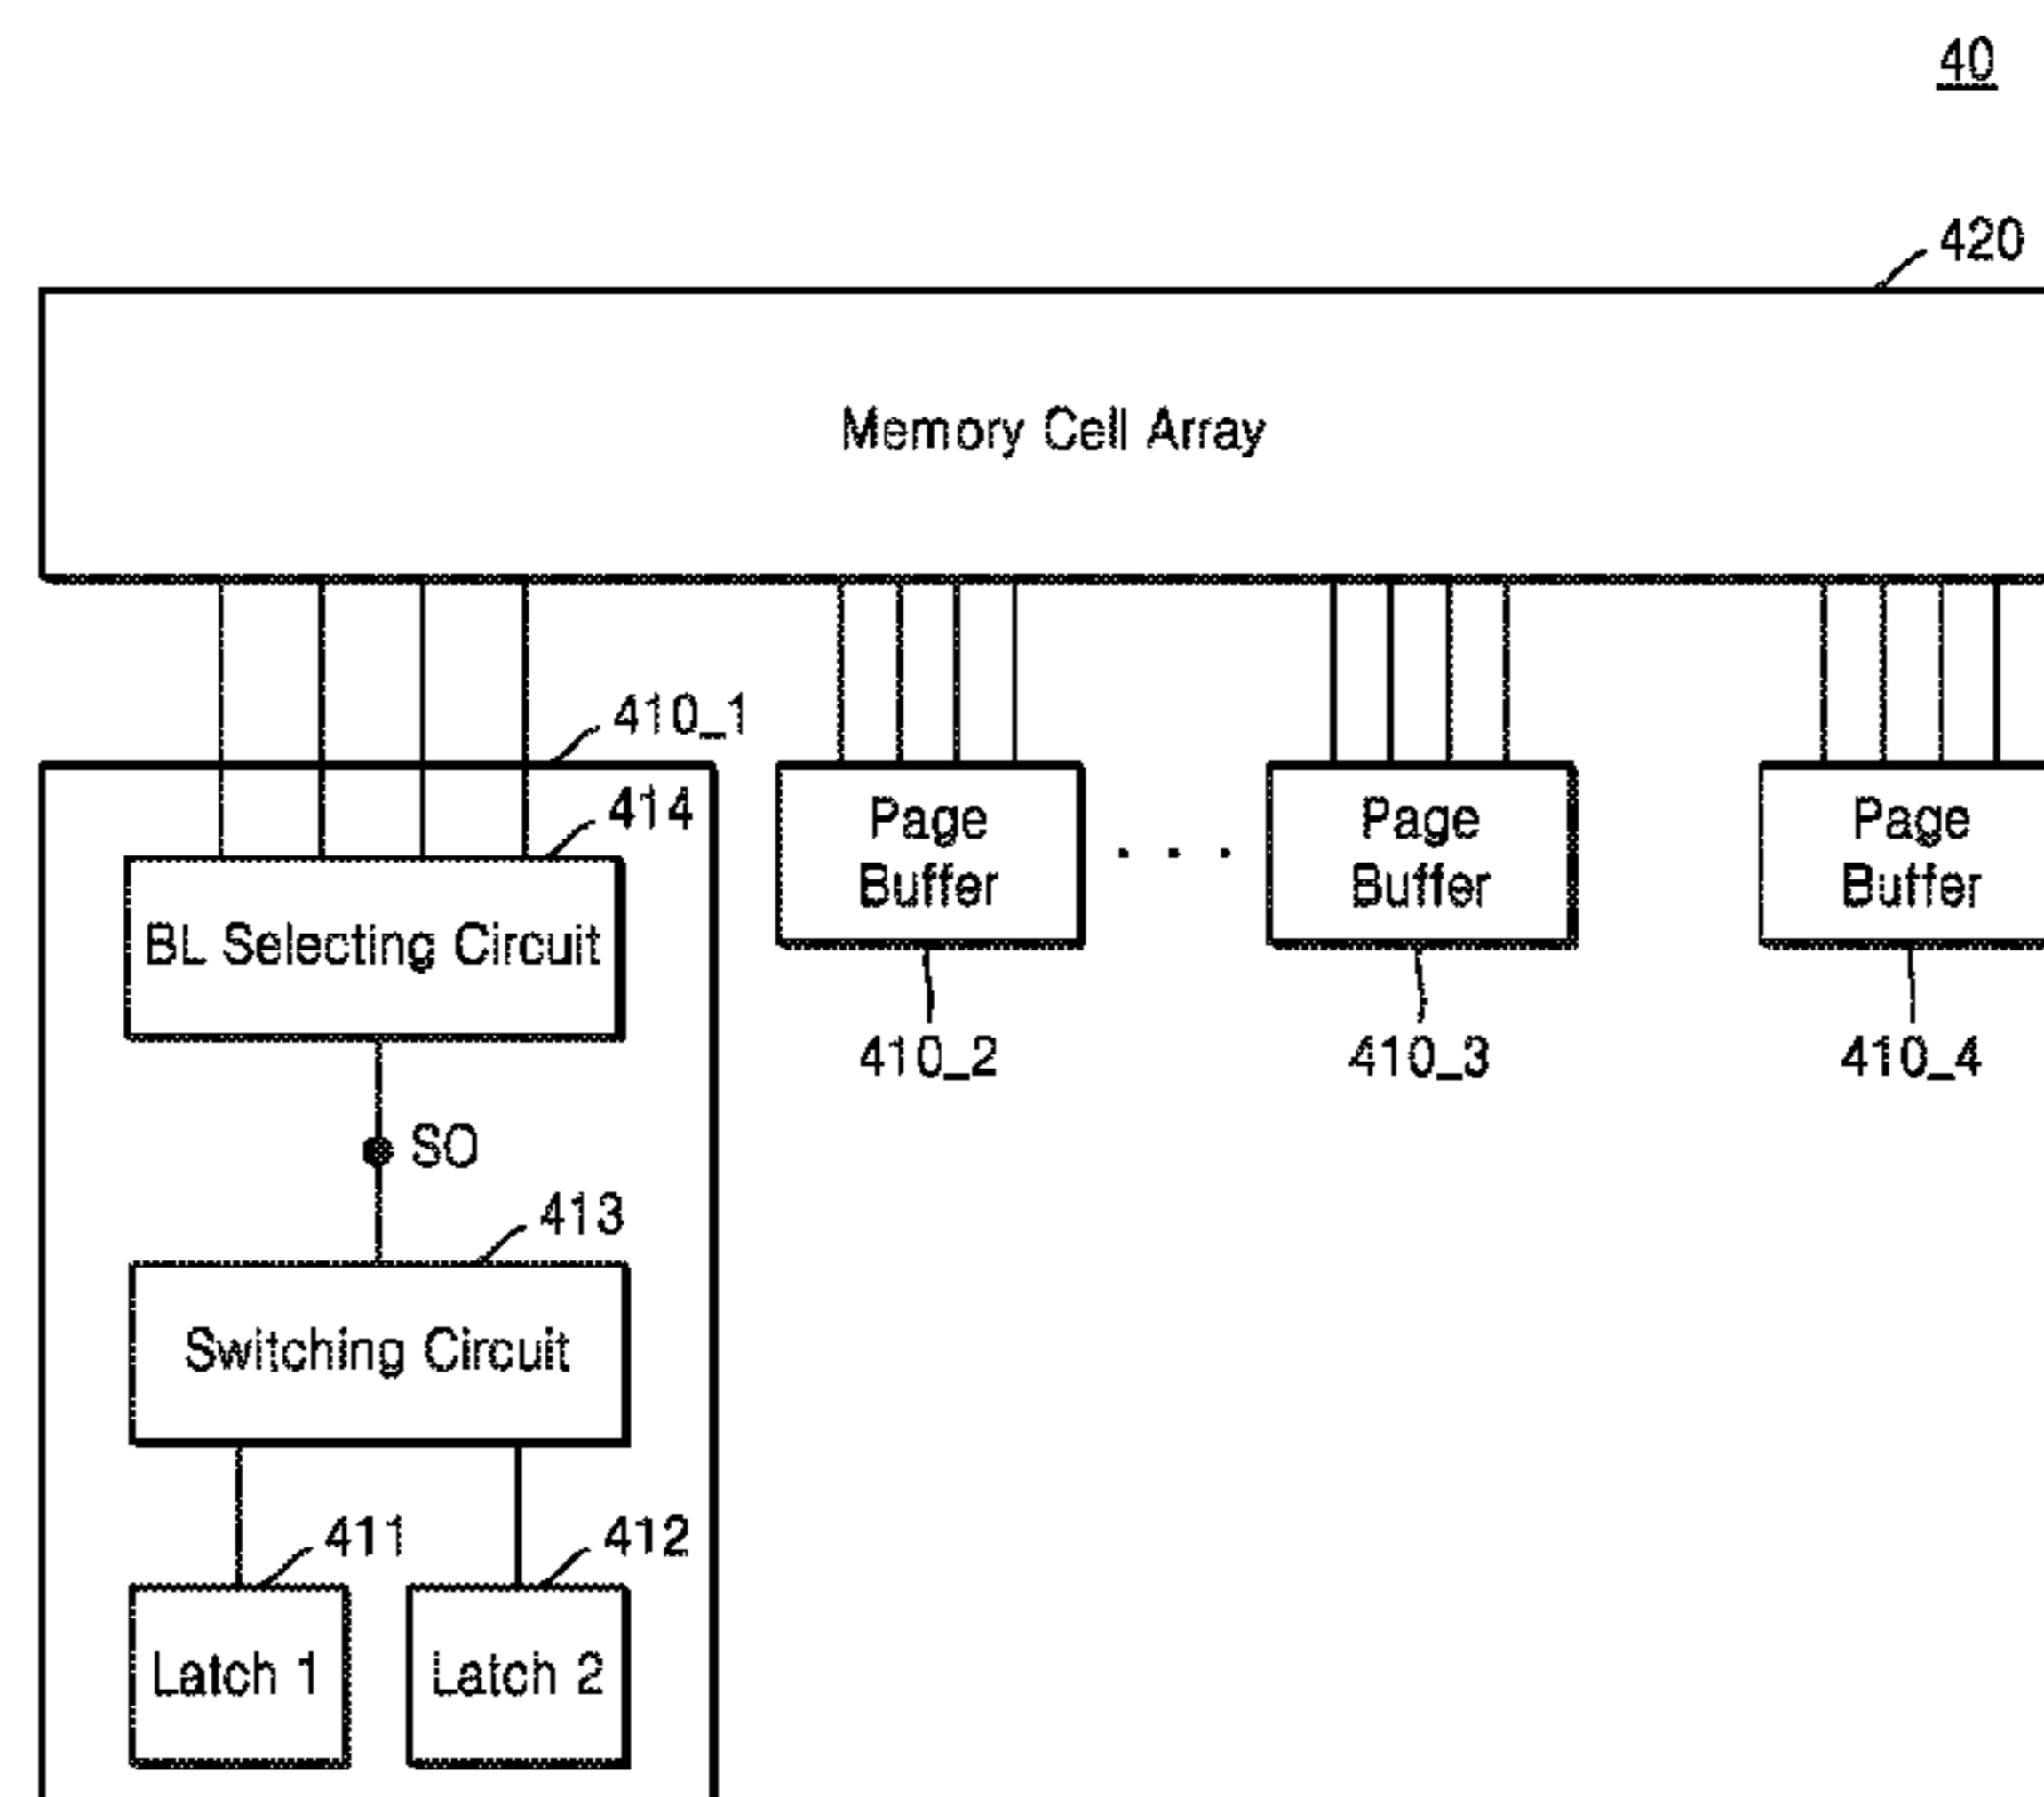 40
420
Memory Cell Array
410_1
414
BL Selecting Circuit
Page
Buffer
. . .
Page
Buffer
Page
Buffer
410_2
410_3
410_4
SO
413
Switching Circuit
411
412
Latch 1
Latch 2